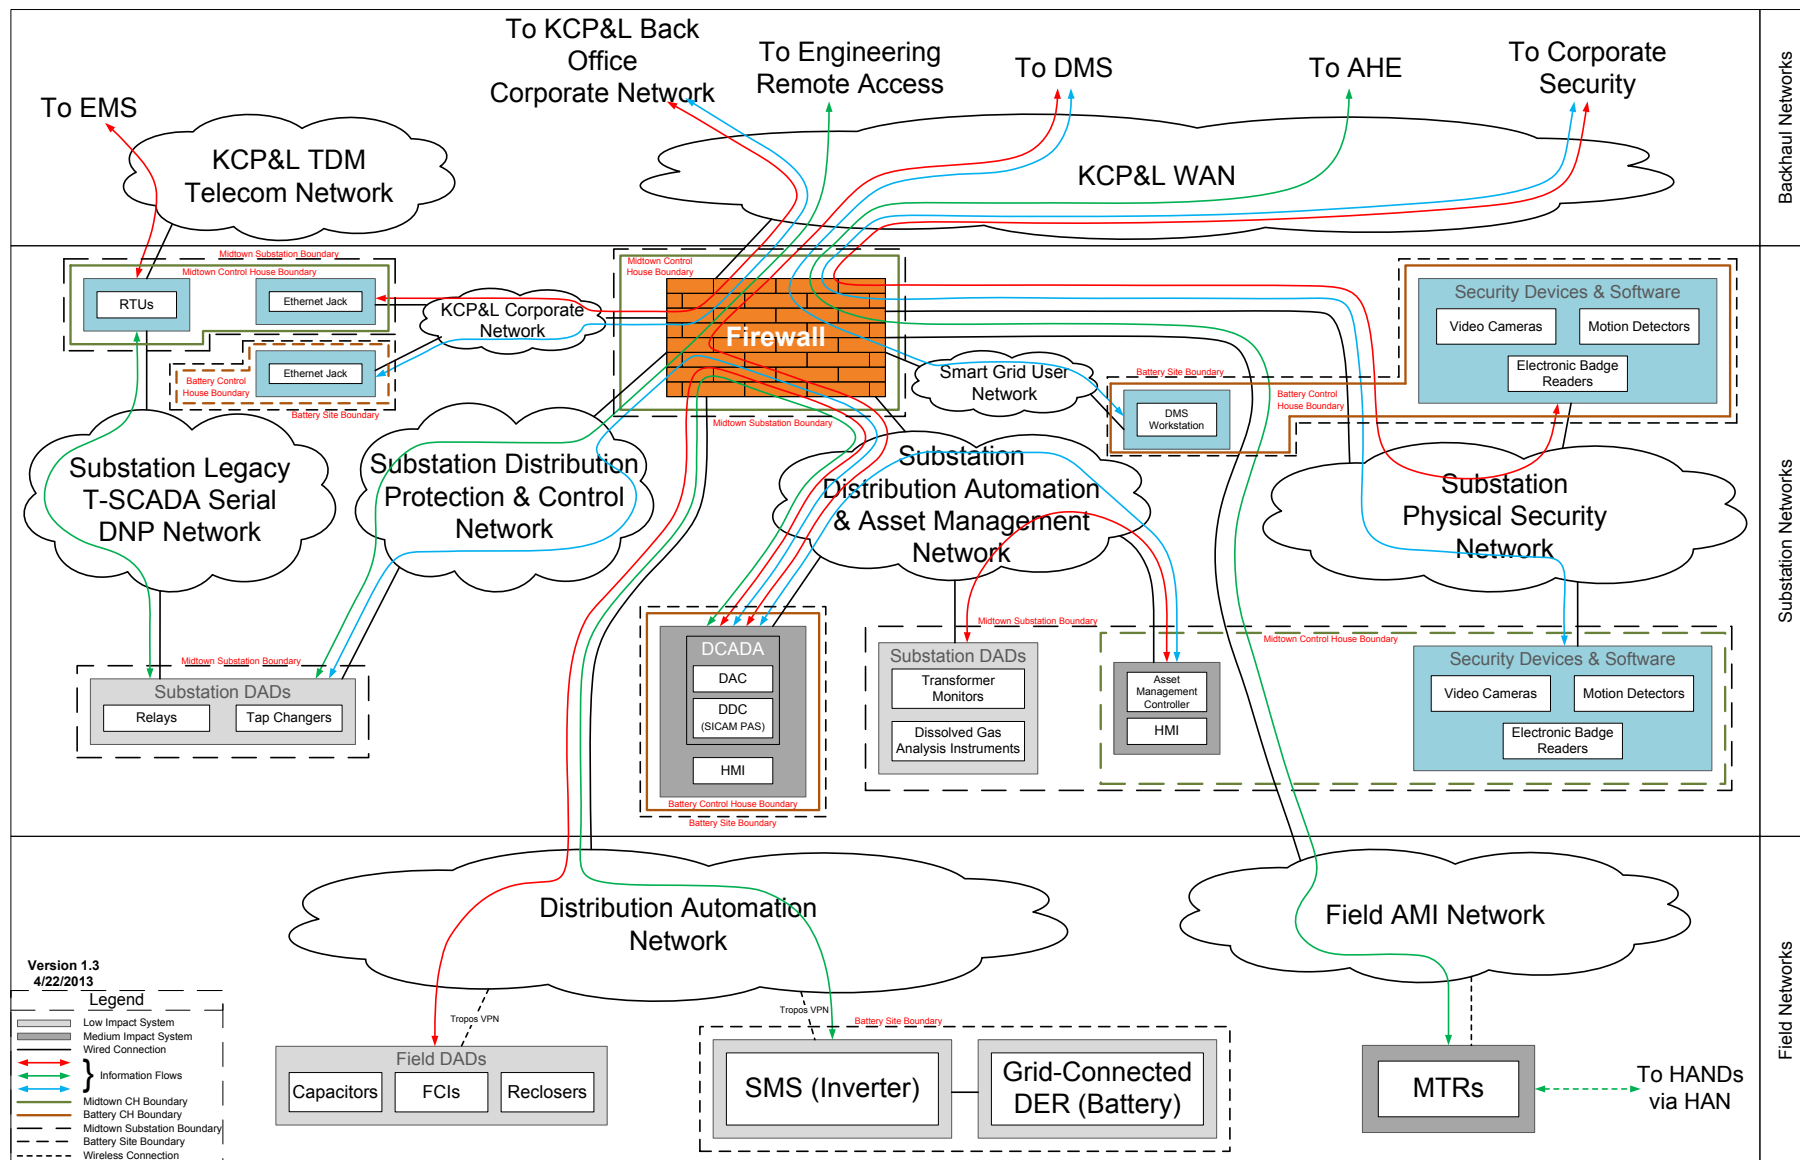 To EMS
To KCP&L Back
Office
Corporate Network
To Engineering
Remote Access
To DMS
To AHE
To Corporate
Security
KCP&L TDM
Telecom Network
KCP&L WAN
Backhaul Networks
Midtown Substation Boundary
Midtown Control House Boundary
RTUs
Ethernet Jack
KCP&L Corporate
Network
Ethernet Jack
Battery Control
House Boundary
Battery Site Boundary
Midtown Control
House Boundary
Firewall
Midtown Substation Boundary
Smart Grid User
Network
Battery Site Boundary
DMS
Workstation
Battery Control
House Boundary
Security Devices & Software
Video Cameras
Motion Detectors
Electronic Badge
Readers
Substation Legacy
T-SCADA Serial
DNP Network
Substation Distribution
Protection & Control
Network
Substation
Distribution Automation
& Asset Management
Network
Substation
Physical Security
Network
Substation Networks
Midtown Substation Boundary
Substation DADs
Relays
Tap Changers
DCADA
DAC
DDC
(SICAM PAS)
HMI
Battery Control House Boundary
Battery Site Boundary
Midtown Substation Boundary
Midtown Control House Boundary
Substation DADs
Transformer
Monitors
Dissolved Gas
Analysis Instruments
Asset
Management
Controller
HMI
Security Devices & Software
Video Cameras
Motion Detectors
Electronic Badge
Readers
Distribution Automation
Network
Field AMI Network
Field Networks
Tropos VPN
Tropos VPN
Field DADs
Capacitors
FCIs
Reclosers
Battery Site Boundary
SMS (Inverter)
Grid-Connected
DER (Battery)
MTRs
To HANDs
via HAN
Version 1.3
4/22/2013
Legend
Low Impact System
Medium Impact System
Wired Connection
Information Flows
Midtown CH Boundary
Battery CH Boundary
Midtown Substation Boundary
Battery Site Boundary
Wireless Connection